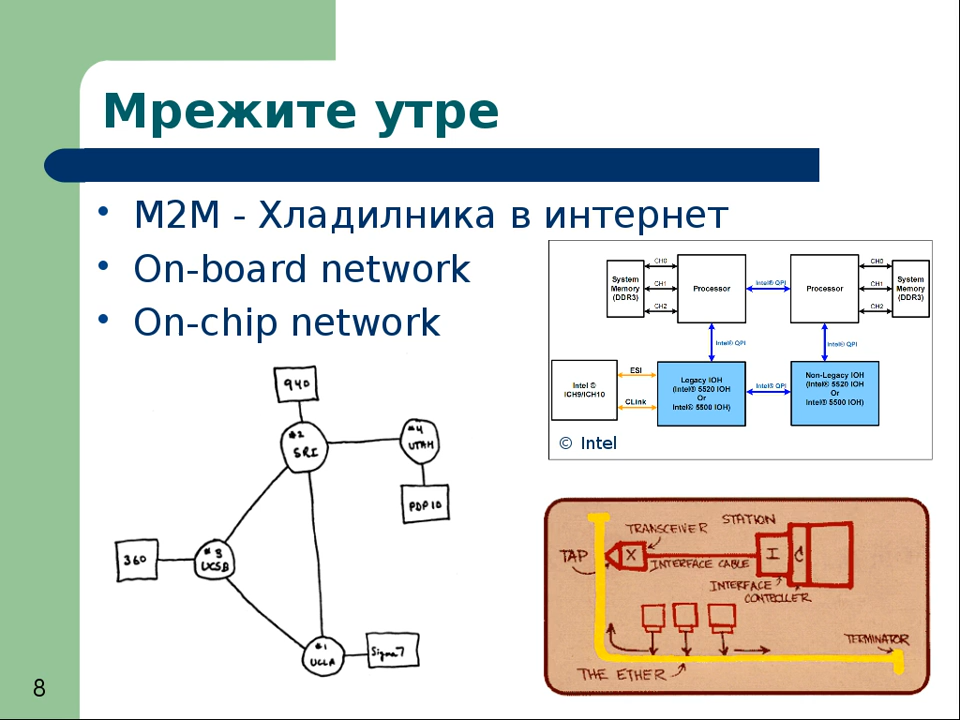 Мрежите утре
M2M - Хладилника в интернет
On-board network
On-chip network
System
Memory
(DDR3)
CH0
CH1
CH2
Processor
Intel® QPI
Processor
CH0
CH1
CH2
System
Memory
(DDR3)
Intel® QPI
Intel® QPI
Intel ®
ICH9/ICH10
ESI
CLink
Legacy IOH
(Intel® 5520 IOH
Or
Intel® 5500 IOH)
Intel® QPI
Non-Legacy IOH
(Intel® 5520 IOH
Or
Intel® 5500 IOH)
© Intel
940
#2
SRI
#4
UTAH
PDP 10
360
#3
UCSB
#1
UCLA
Sigma 7
STATION
TRANSCEIVER
TAP
X
I
C
INTERFACE CABLE
INTERFACE
CONTROLLER
TERMINATOR
THE ETHER
8